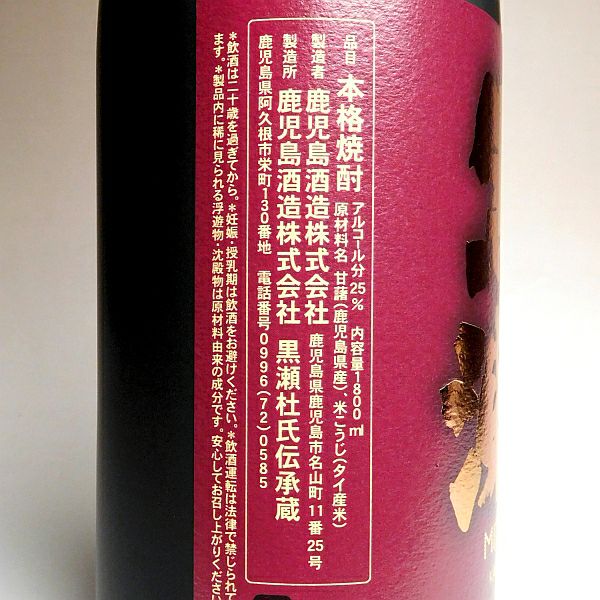 品目 本格焼酎 アルコール分25% 内容量1800ml
原材料名 甘藷(鹿児島県産)、米こうじ(タイ産米)
製造者 鹿児島酒造株式会社 鹿児島県鹿児島市名山町11番25号
製造所 鹿児島酒造株式会社 黒瀬杜氏伝承蔵
鹿児島県阿久根市栄町130番地 電話番号0996(72)0585
*飲酒は二十歳を過ぎてから。*妊娠・授乳期は飲酒をお避けください。*飲酒運転は法律で禁じられて
ます。*製品内に稀に見られる浮遊物・沈殿物は原材料由来の成分です。安心してお召し上がりくださ